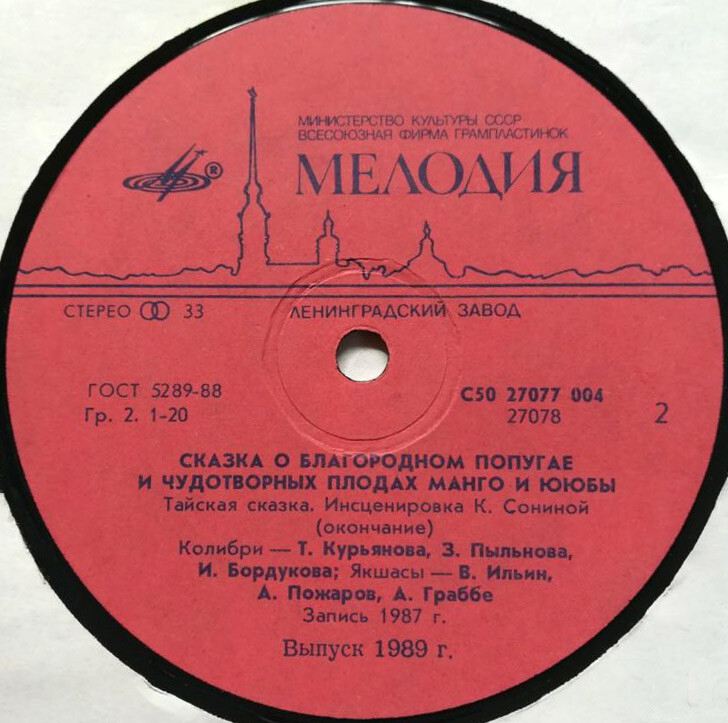 МИНИСТЕРСТВО КУЛЬТУРЫ СССР
ВСЕСОЮЗНАЯ ФИРМА ГРАМПЛАСТИНОК
МЕЛОДИЯ
®
СТЕРЕО 33
ЛЕНИНГРАДСКИЙ ЗАВОД
ГОСТ 5289-88
Гр. 2. 1-20
С50 27077 004
27078
2
СКАЗКА О БЛАГОРОДНОМ ПОПУГАЕ
И ЧУДОТВОРНЫХ ПЛОДАХ МАНГО И ЮЮБЫ
Тайская сказка. Инсценировка К. Сониной
(окончание)
Колибри — Т. Курьянова, З. Пыльнова,
И. Бордукова; Якшасы — В. Ильин,
А. Пожаров, А. Граббе
Запись 1987 г.
Выпуск 1989 г.